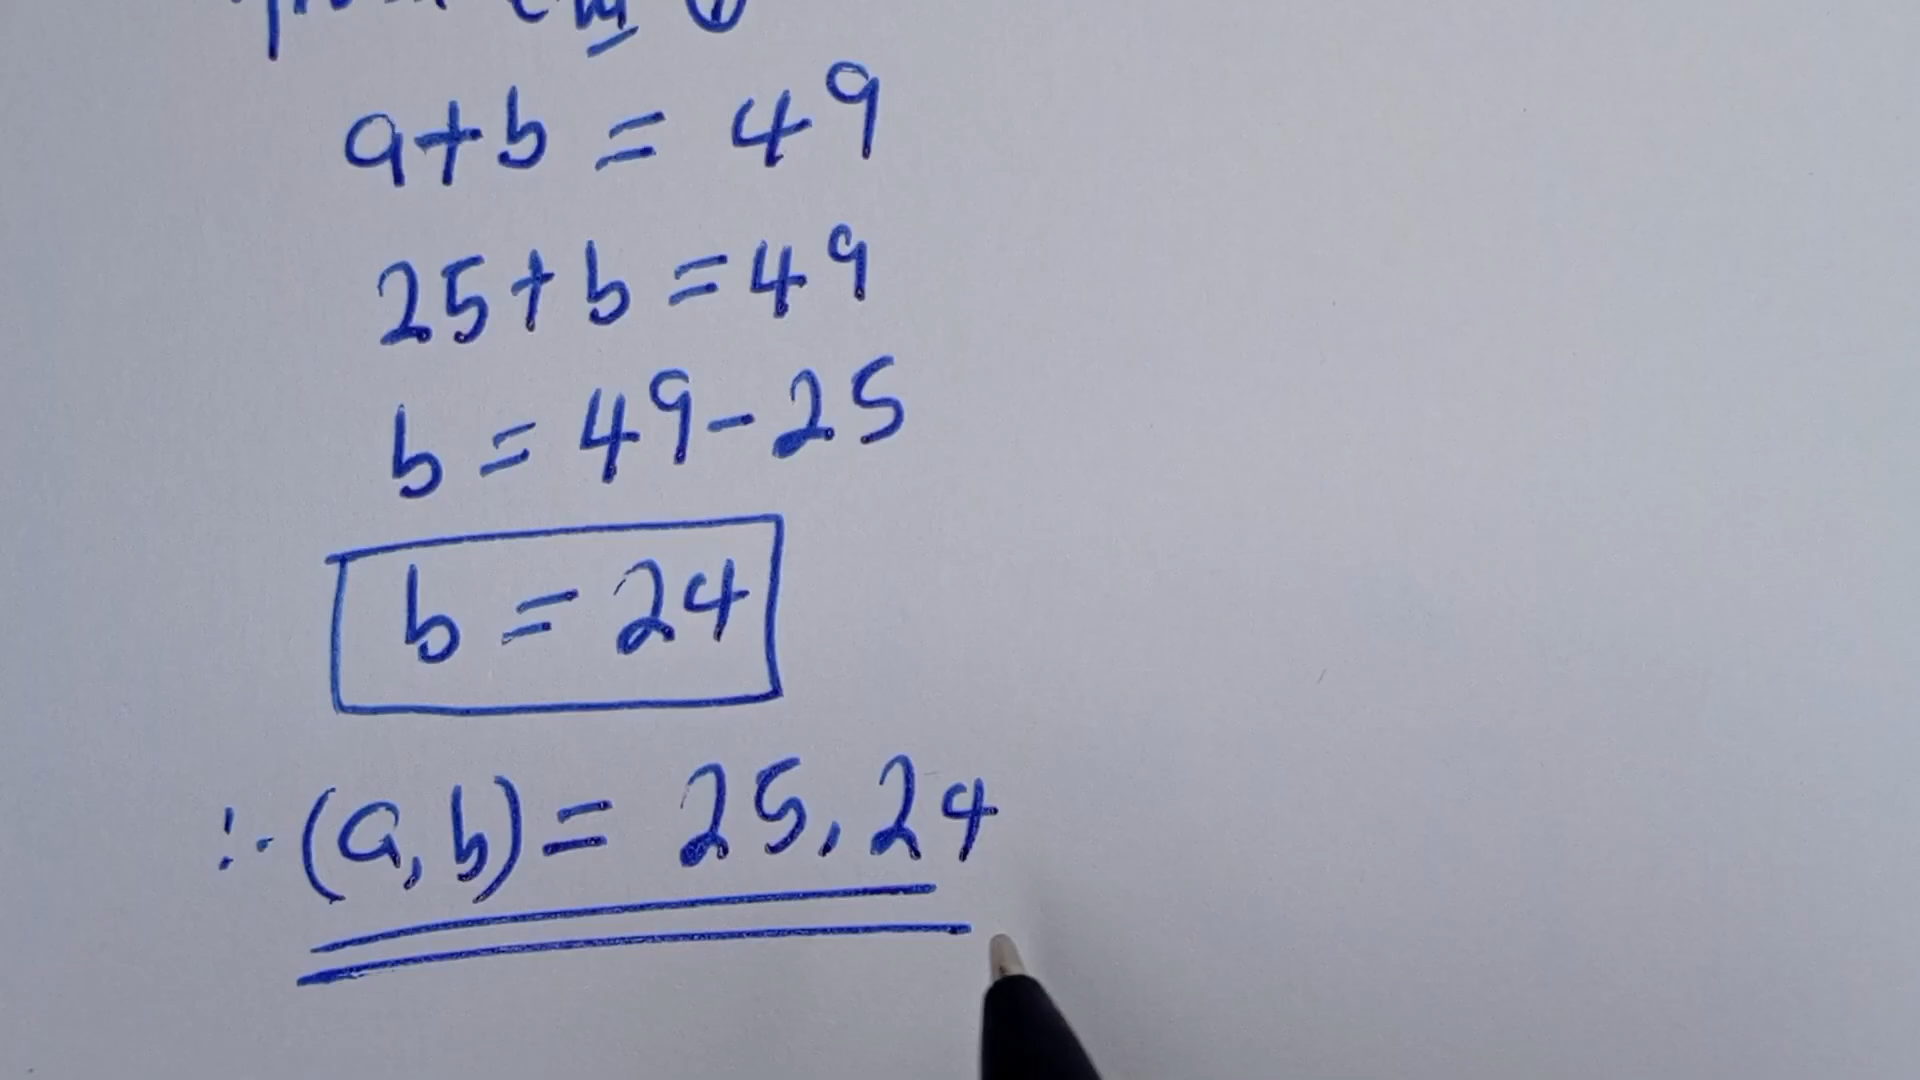 a+b = 49
25+b = 49
b = 49-25
b = 24
∴ (a,b) = 25, 24